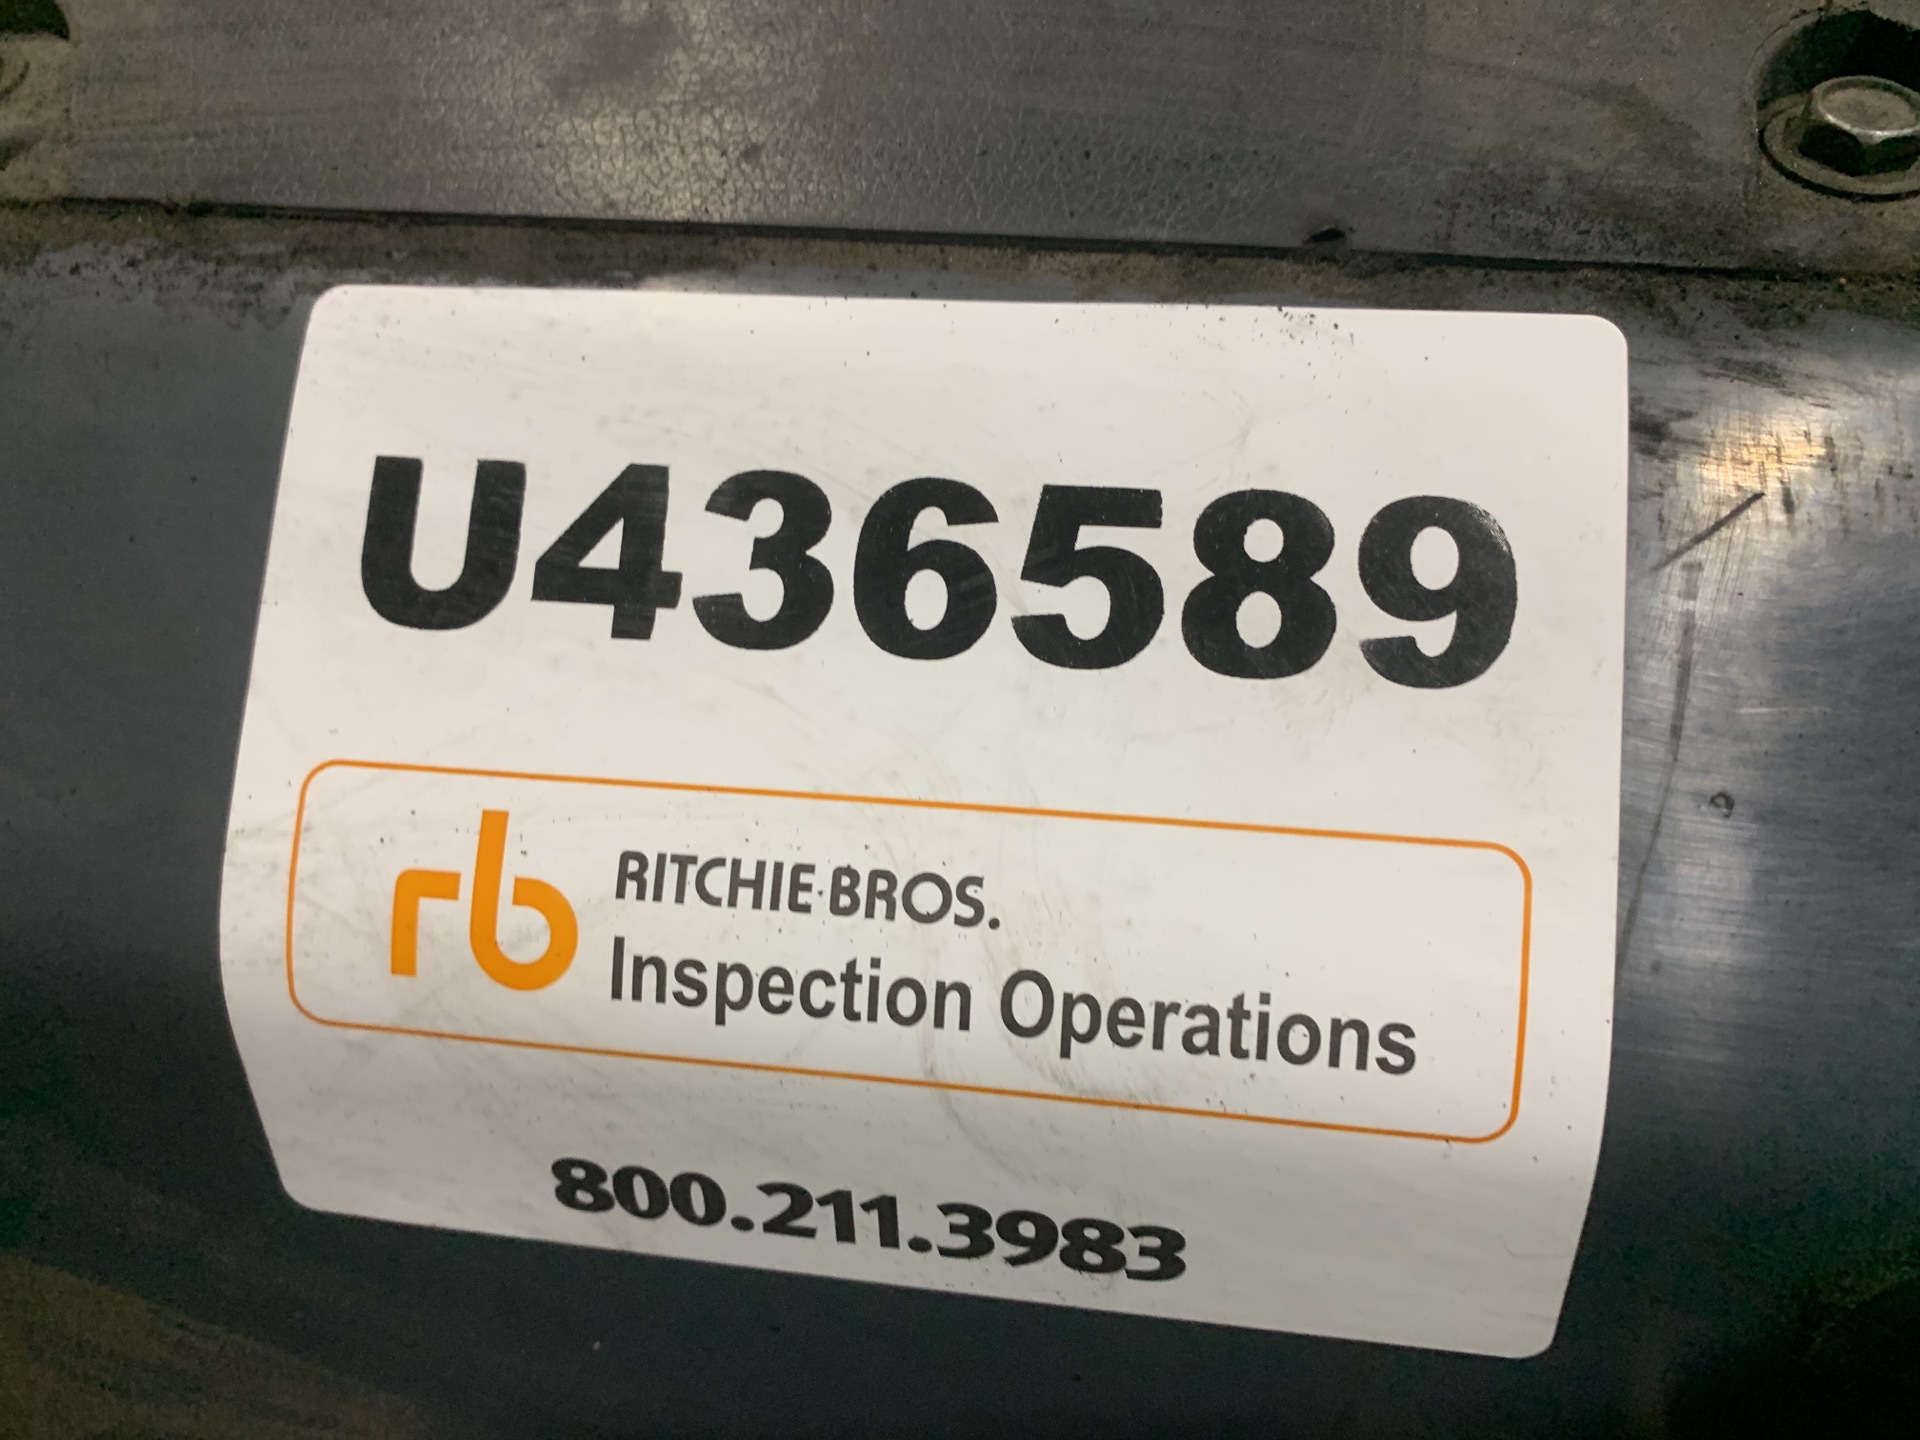 U436589
rb
RITCHIE BROS.
Inspection Operations
800.211.3983